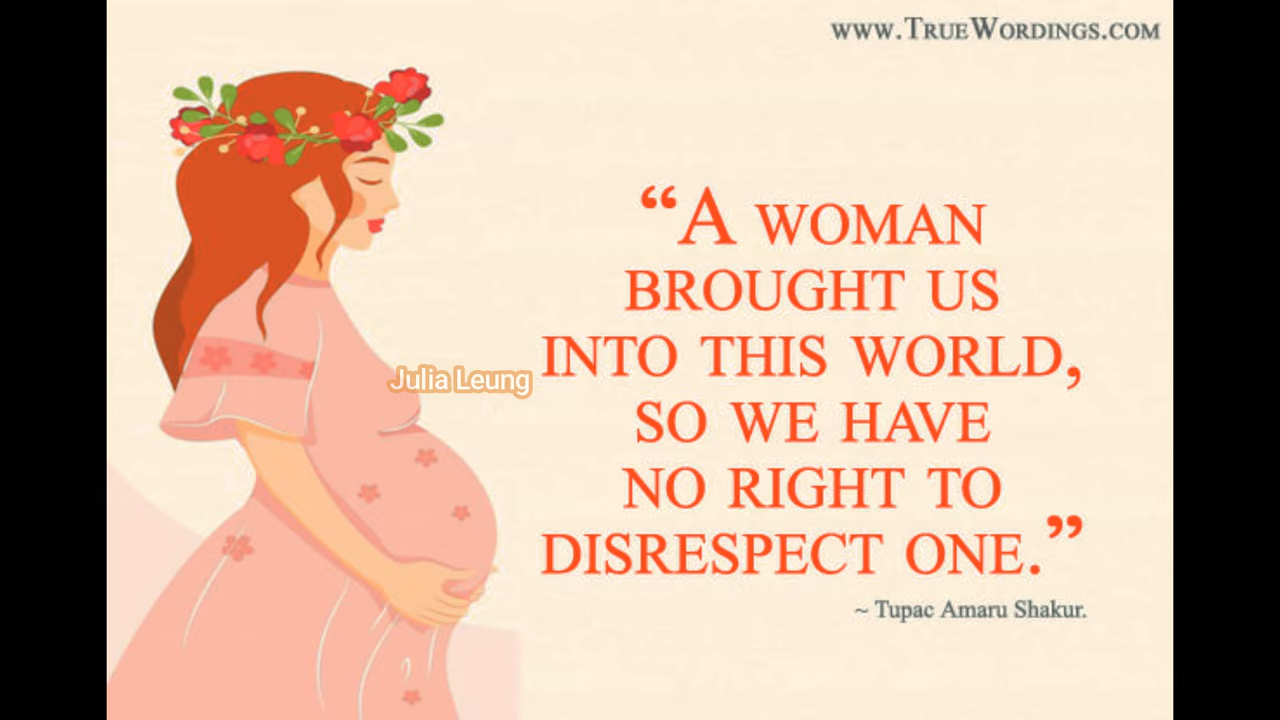 www.TrueWordings.com
“A WOMAN
BROUGHT US
INTO THIS WORLD,
SO WE HAVE
NO RIGHT TO
DISRESPECT ONE.”
~ Tupac Amaru Shakur.
Julia Leung